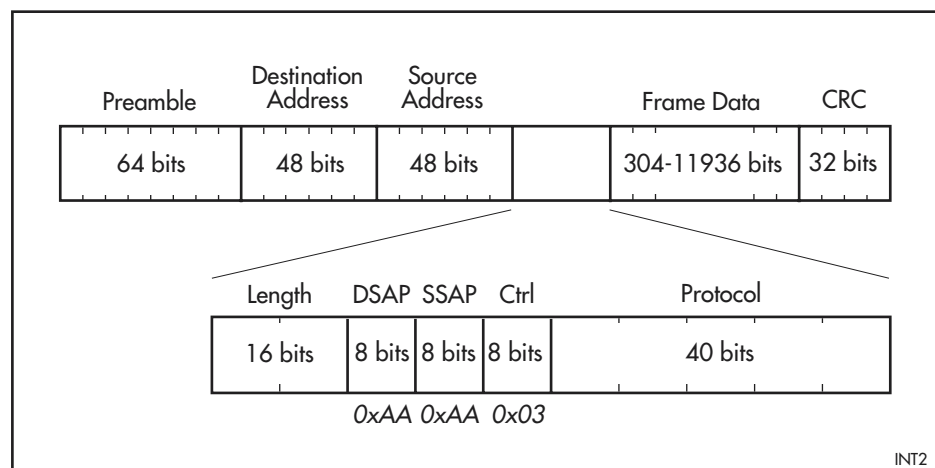 Preamble
Destination
Address
Source
Address
Frame Data
CRC
64 bits
48 bits
48 bits
304-11936 bits
32 bits
Length
DSAP
SSAP
Ctrl
Protocol
16 bits
8 bits
8 bits
8 bits
40 bits
0xAA
0xAA
0x03
INT2